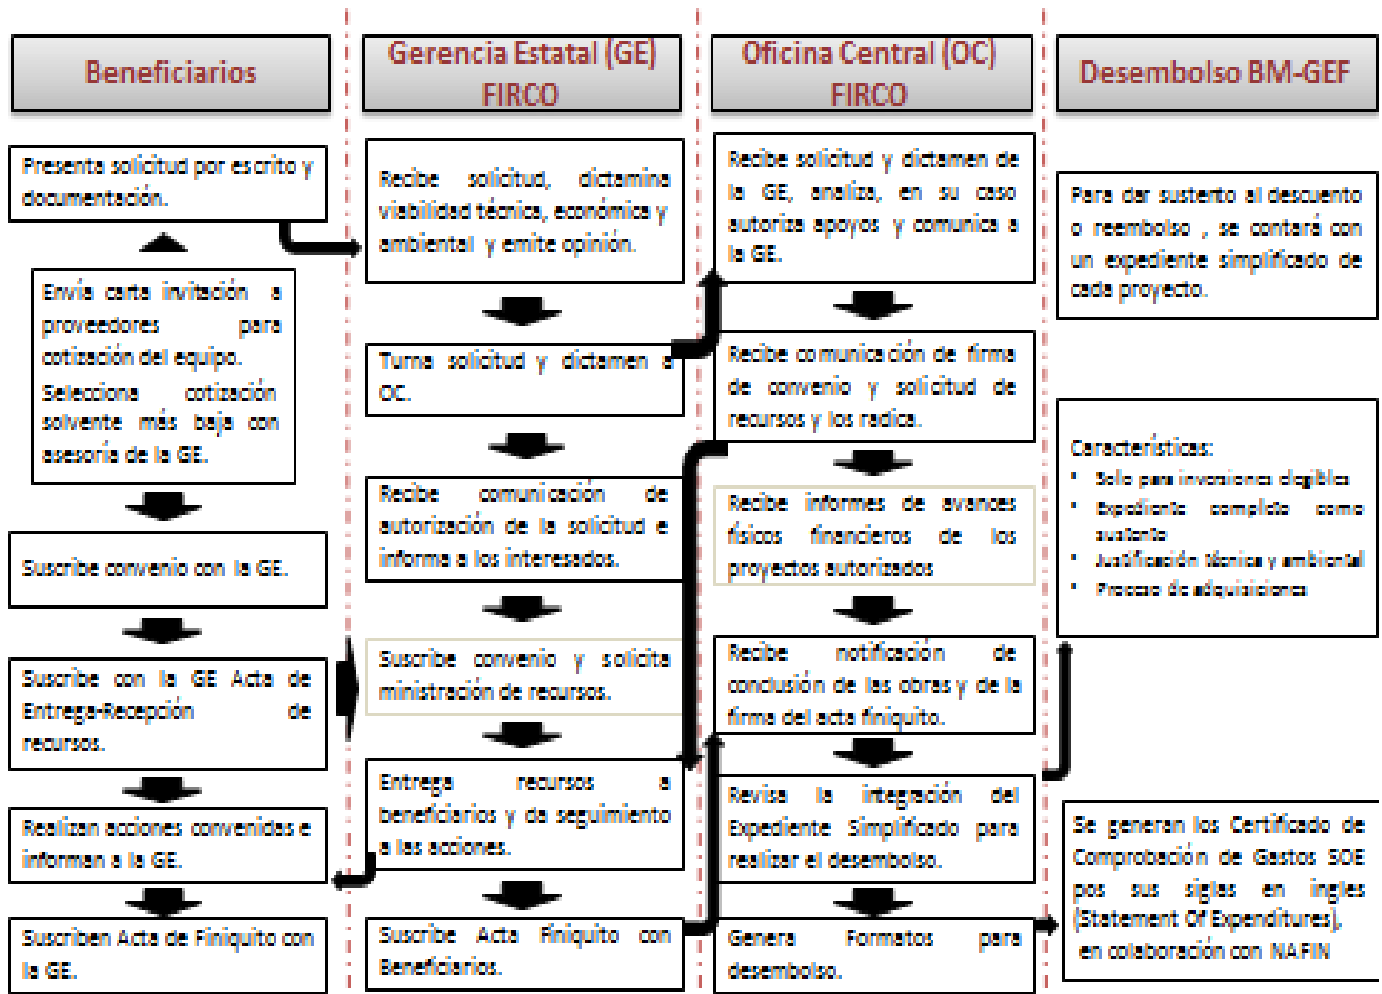 Beneficiarios
Presenta solicitud por escrito y
documentación.
Envía carta invitación a
proveedores para
cotización del equipo.
Selecciona cotización
solvente más baja con
asesoría de la GE.
Suscribe convenio con la GE.
Suscribe con la GE Acta de
Entrega-Recepción de
recursos.
Realizan acciones convenidas e
informan a la GE.
Suscriben Acta de Finiquito con
la GE.
Gerencia Estatal (GE)
FIRCO
Recibe solicitud, dictamina
viabilidad técnica, económica y
ambiental y emite opinión.
Turna solicitud y dictamen a
OC.
Recibe comunicación de
autorización de la solicitud e
informa a los interesados.
Suscribe convenio y solicita
ministración de recursos.
Entrega recursos a
beneficiarios y da seguimiento
a las acciones.
Suscribe Acta Finiquito con
Beneficiarios.
Oficina Central (OC)
FIRCO
Recibe solicitud y dictamen de
la GE, analiza, en su caso
autoriza apoyos y comunica a
la GE.
Recibe comunicación de firma
de convenio y solicitud de
recursos y los radica.
Recibe informes de avances
físicos financieros de los
proyectos autorizados
Recibe notificación de
conclusión de las obras y de la
firma del acta finiquito.
Revisa la integración del
Expediente Simplificado para
realizar el desembolso.
Genera Formatos para
desembolso.
Desembolso BM-GEF
Para dar sustento al descuento
o reembolso , se contará con
un expediente simplificado de
cada proyecto.
Características:
• Solo para inversiones elegibles
• Expediente completo como
sustento
• Justificación técnica y ambiental
• Proceso de adquisiciones
Se generan los Certificado de
Comprobación de Gastos SOE
pos sus siglas en ingles
(Statement Of Expenditures),
en colaboración con NAFIN